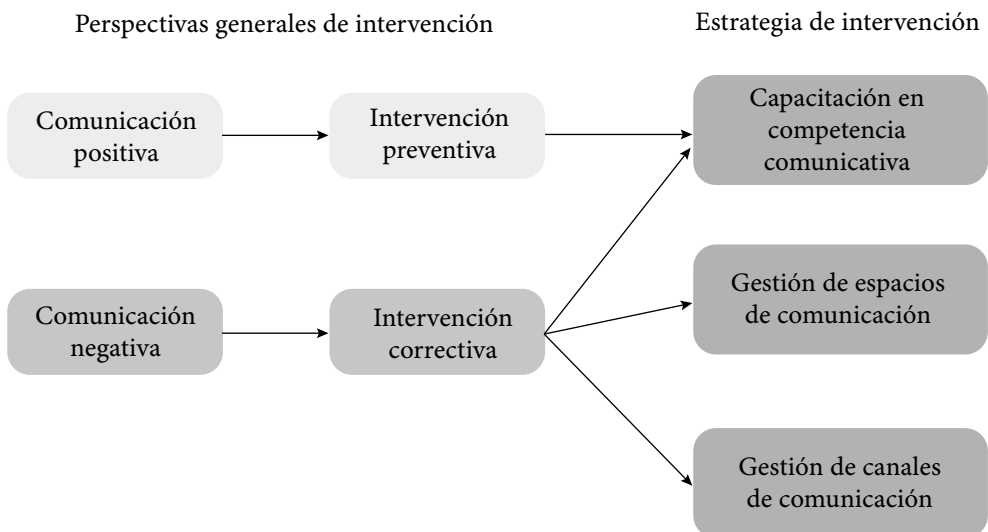 Perspectivas generales de intervención
Estrategia de intervención
Comunicación
positiva
Intervención
preventiva
Capacitación en
competencia
comunicativa
Comunicación
negativa
Intervención
correctiva
Gestión de espacios
de comunicación
Gestión de canales
de comunicación